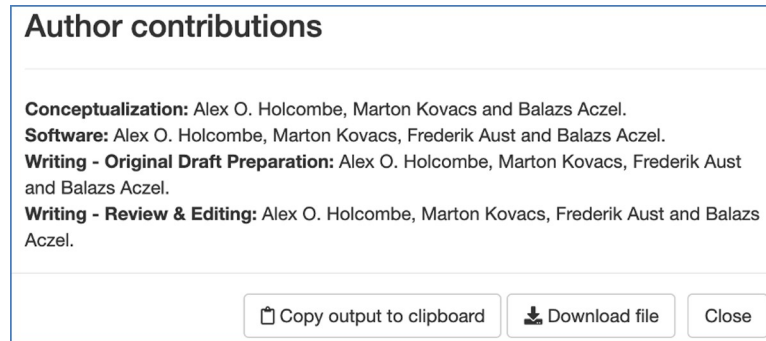 Author contributions
Conceptualization: Alex O. Holcombe, Marton Kovacs and Balazs Aczel.
Software: Alex O. Holcombe, Marton Kovacs, Frederik Aust and Balazs Aczel.
Writing - Original Draft Preparation: Alex O. Holcombe, Marton Kovacs, Frederik Aust
and Balazs Aczel.
Writing - Review & Editing: Alex O. Holcombe, Marton Kovacs, Frederik Aust and Balazs
Aczel.
Copy output to clipboard Download file Close